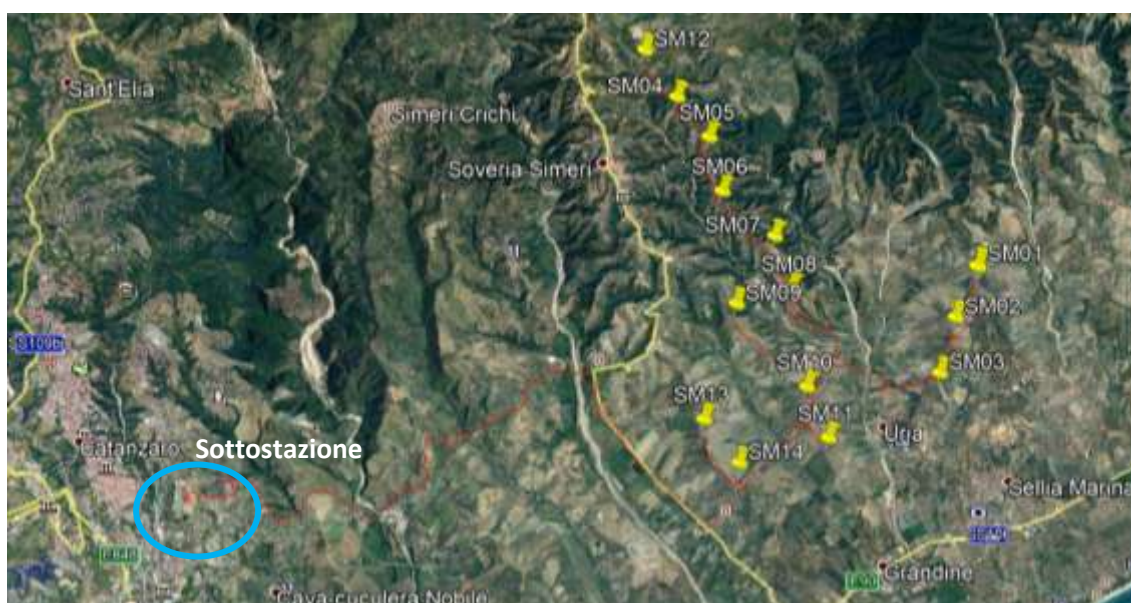 SM12
Sant'Elia
SM04
Simeri Crichi
SM05
Soveria Simeri
SM06
SM07
SM01
SM08
SM09
SM02
SM10
SM03
SM13
SM11
Catanzaro
Sottostazione
Uria
SM14
Sellia Marina
Grandine
Cava-cuculera Nobile